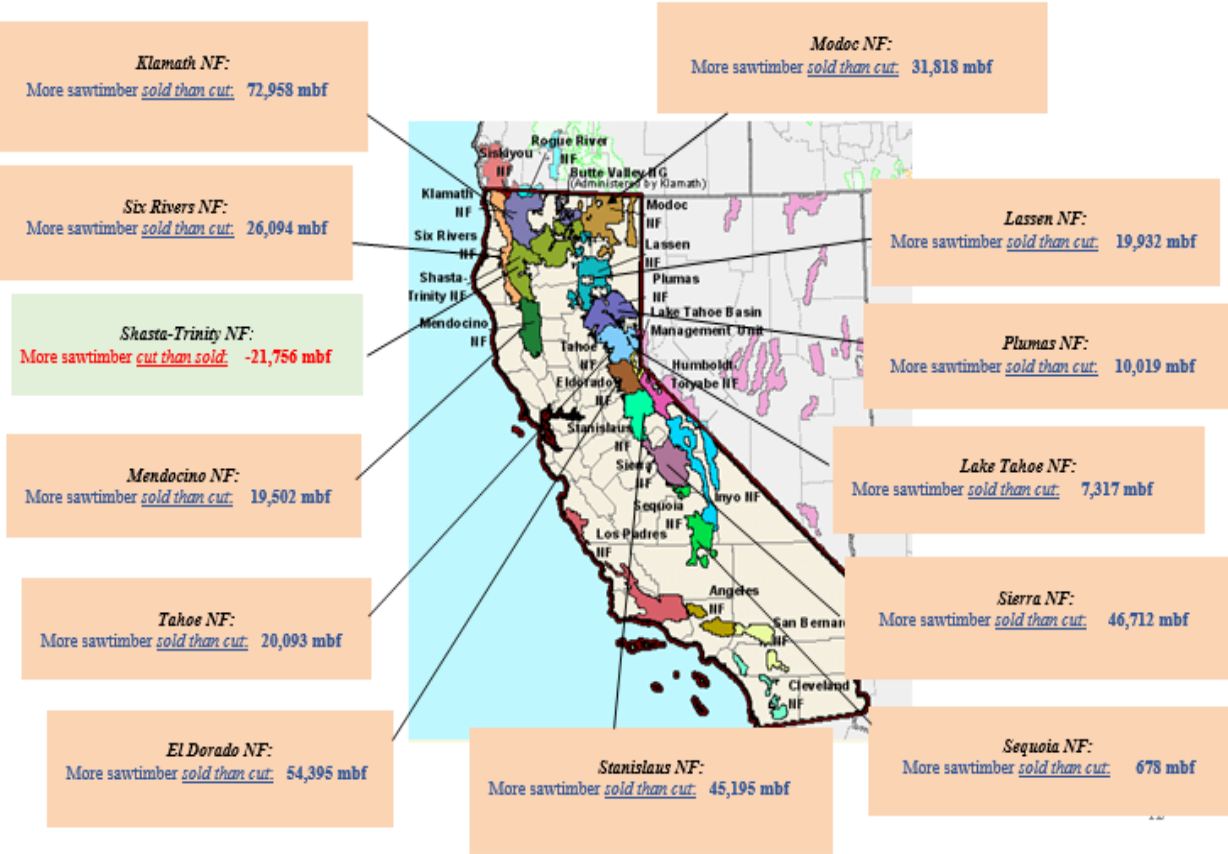 Klamath NF:
More sawtimber sold than cut: 72,958 mbf
Modoc NF:
More sawtimber sold than cut: 31,818 mbf
Six Rivers NF:
More sawtimber sold than cut: 26,094 mbf
Lassen NF:
More sawtimber sold than cut: 19,932 mbf
Shasta-Trinity NF:
More sawtimber cut than sold: -21,756 mbf
Plumas NF:
More sawtimber sold than cut: 10,019 mbf
Mendocino NF:
More sawtimber sold than cut: 19,502 mbf
Lake Tahoe NF:
More sawtimber sold than cut: 7,317 mbf
Tahoe NF:
More sawtimber sold than cut: 20,093 mbf
Sierra NF:
More sawtimber sold than cut: 46,712 mbf
El Dorado NF:
More sawtimber sold than cut: 54,395 mbf
Stanislaus NF:
More sawtimber sold than cut: 45,195 mbf
Sequoia NF:
More sawtimber sold than cut: 678 mbf
Rogue River
NF
Siskiyou
NF
Butte Valley NG
(Administered by Klamath)
Klamath
NF
Modoc
NF
Six Rivers
NF
Lassen
NF
Shasta-
Trinity NF
Plumas
NF
Lake Tahoe Basin
Management Unit
Mendocino
NF
Tahoe
NF
Humboldt-
Toiyabe NF
Eldorado
NF
Stanislaus
NF
Sierra
NF
Inyo NF
Sequoia
NF
Los Padres
NF
Angeles
NF
San Bernar
NF
Cleveland
NF